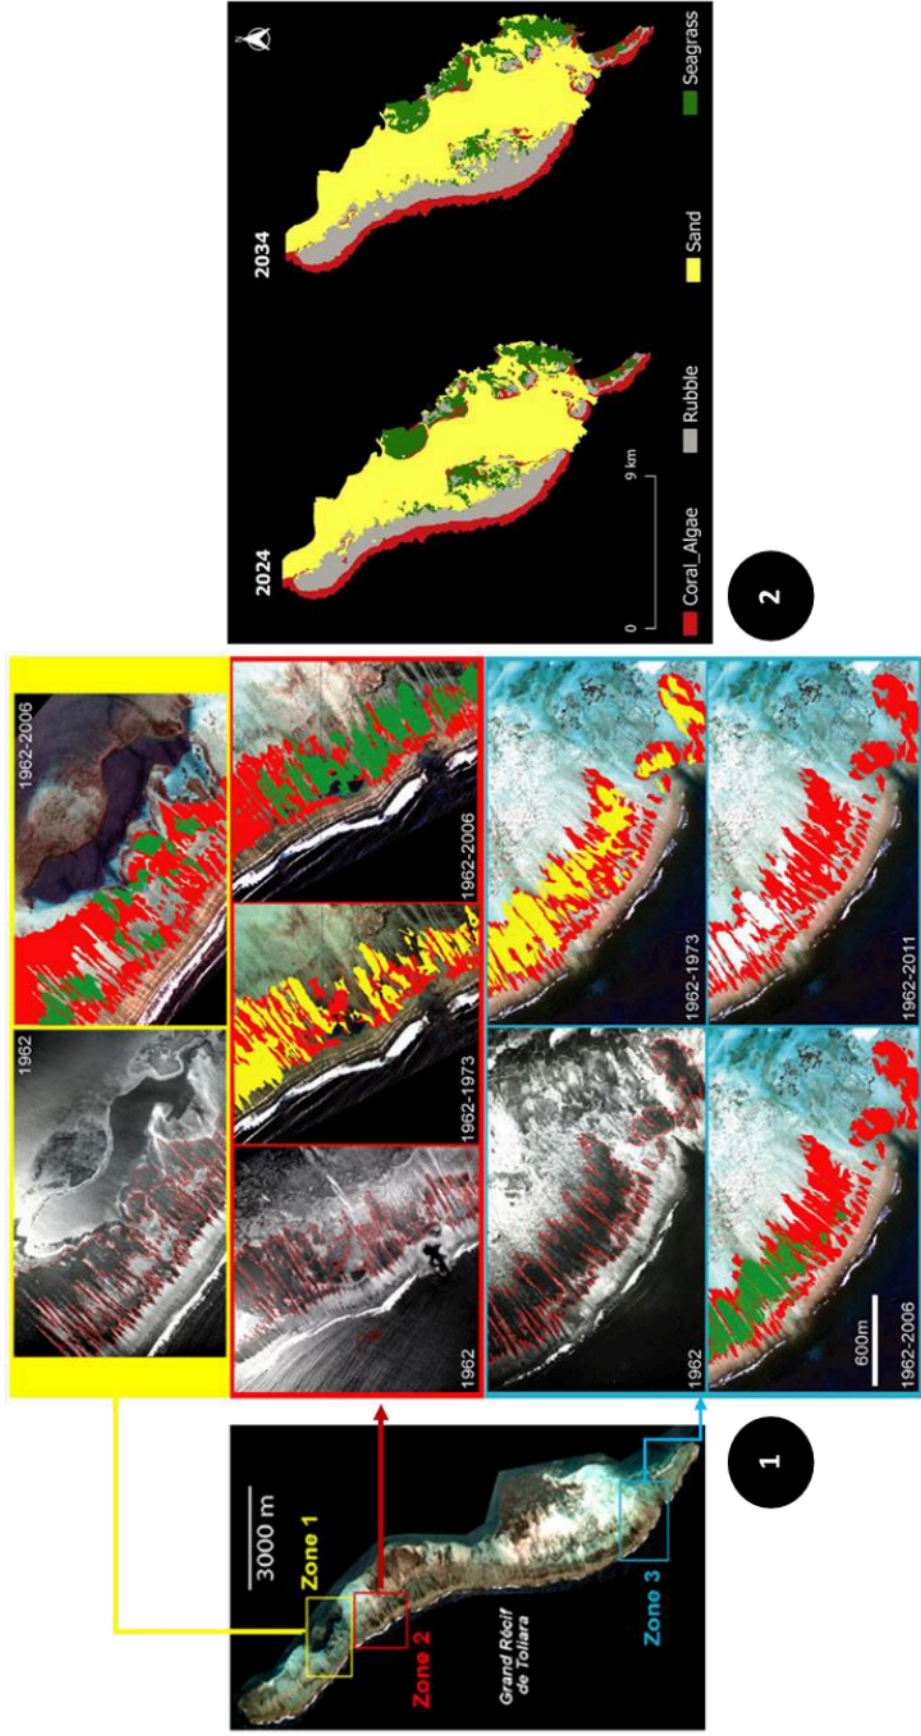 3000 m
Zone 1
Zone 2
Grand Récif
de Toliara
Zone 3
1962
1962-2006
1962
1962-1973
1962-2006
1962
1962-1973
600m
1962-2006
1962-2011
1
2024
2034
N
0
9 km
Coral_Algae
Rubble
Sand
Seagrass
2